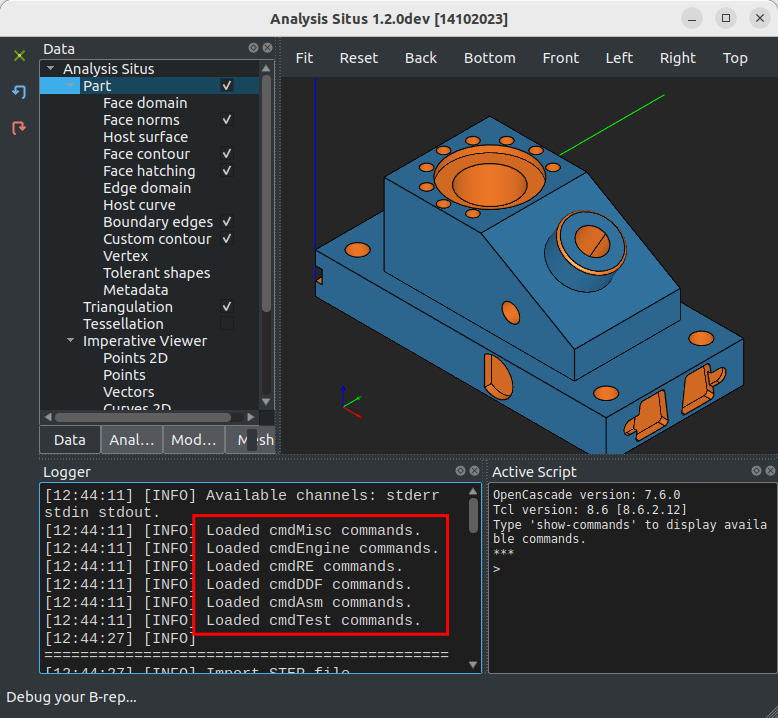 Analysis Situs 1.2.0dev [14102023]
Data
Fit Reset Back Bottom Front Left Right Top
Analysis Situs
Part
Face domain
Face norms
Host surface
Face contour
Face hatching
Edge domain
Host curve
Boundary edges
Custom contour
Vertex
Tolerant shapes
Metadata
Triangulation
Tessellation
Imperative Viewer
Points 2D
Points
Vectors
Curves 2D
Data Anal... Mod... Mesh
Logger
[12:44:11] [INFO] Available channels: stderr
stdin stdout.
[12:44:11] [INFO] Loaded cmdMisc commands.
[12:44:11] [INFO] Loaded cmdEngine commands.
[12:44:11] [INFO] Loaded cmdRE commands.
[12:44:11] [INFO] Loaded cmdDDF commands.
[12:44:11] [INFO] Loaded cmdAsm commands.
[12:44:11] [INFO] Loaded cmdTest commands.
[12:44:27] [INFO]
=============================================
[12:44:27] [INFO] Import STEP file
Active Script
OpenCascade version: 7.6.0
Tcl version: 8.6 [8.6.2.12]
Type 'show-commands' to display availa
ble commands.
***
>
Debug your B-rep...